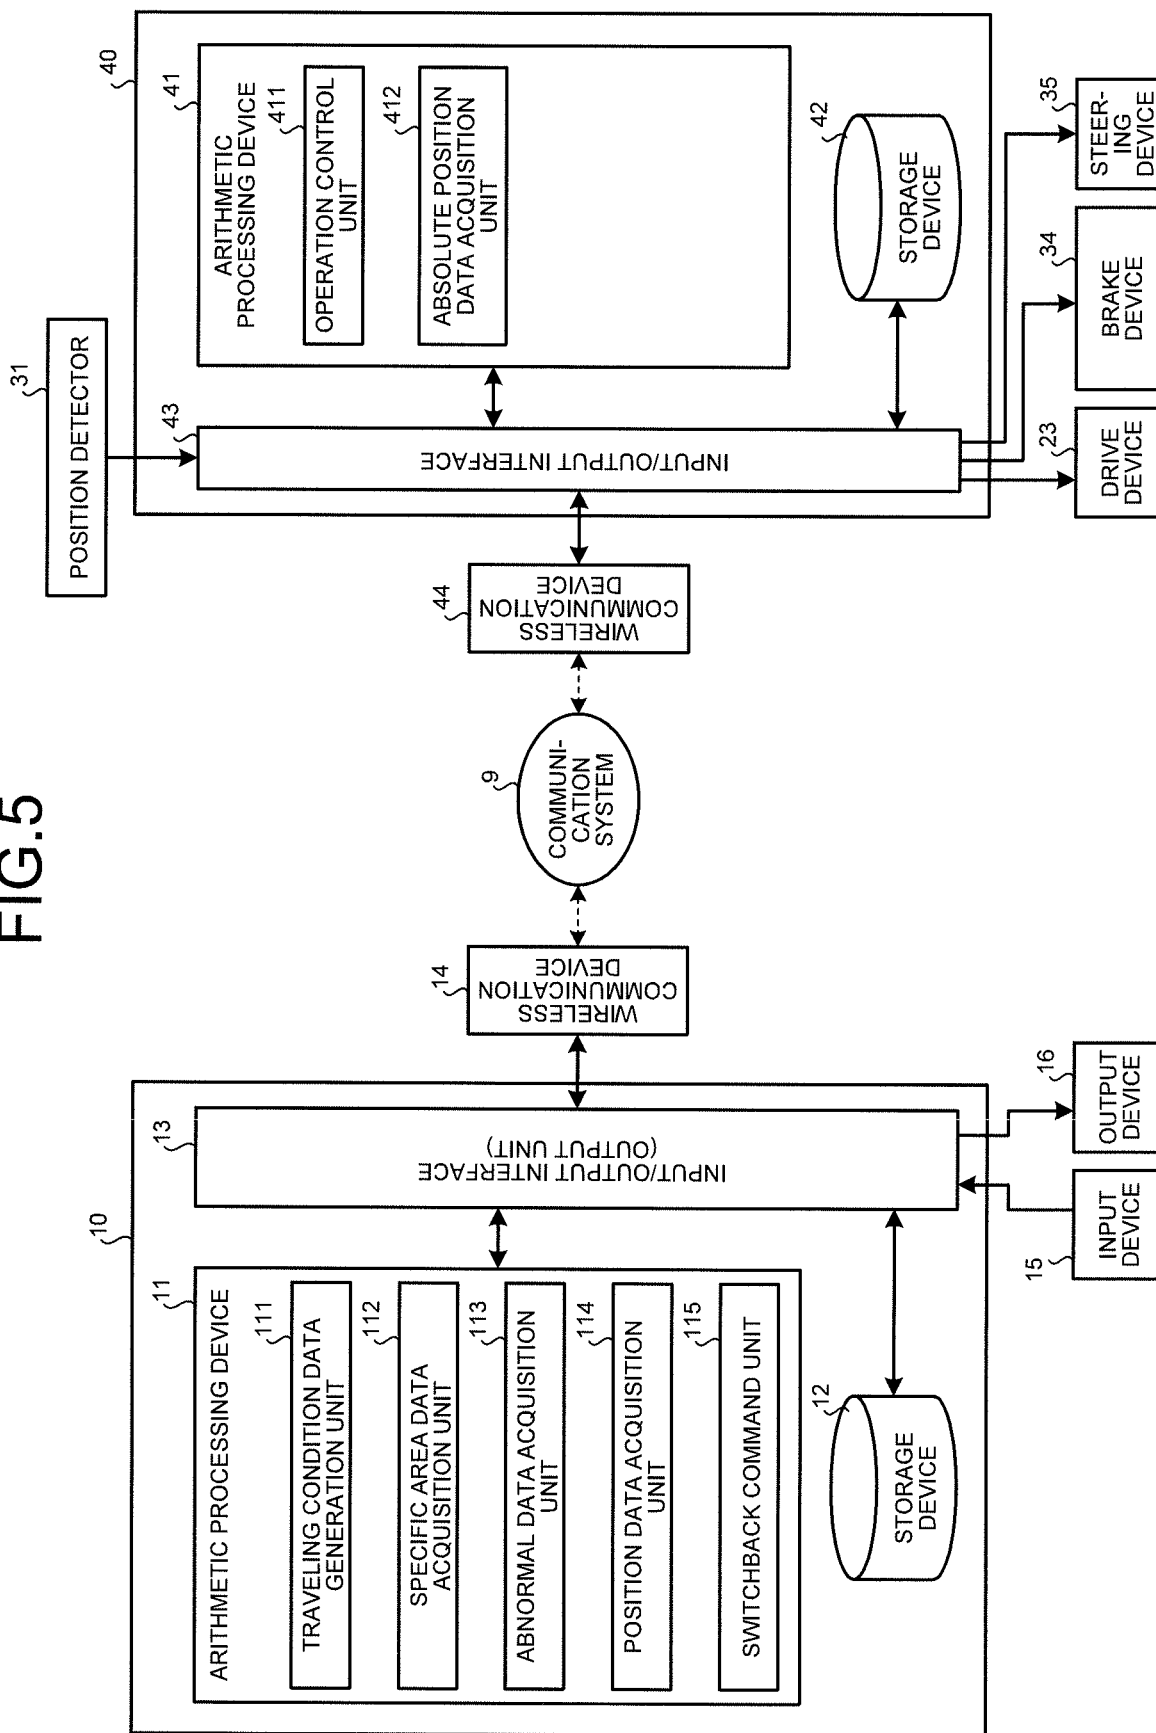 FIG.5
10
11
ARITHMETIC PROCESSING DEVICE
111
TRAVELING CONDITION DATA
GENERATION UNIT
112
SPECIFIC AREA DATA
ACQUISITION UNIT
113
ABNORMAL DATA ACQUISITION
UNIT
114
POSITION DATA ACQUISITION
UNIT
115
SWITCHBACK COMMAND UNIT
12
STORAGE
DEVICE
13
INPUT/OUTPUT INTERFACE
(OUTPUT UNIT)
15
INPUT
DEVICE
16
OUTPUT
DEVICE
14
WIRELESS
COMMUNICATION
DEVICE
9
COMMUNI-
CATION
SYSTEM
44
WIRELESS
COMMUNICATION
DEVICE
31
POSITION DETECTOR
40
43
INPUT/OUTPUT INTERFACE
41
ARITHMETIC
PROCESSING DEVICE
411
OPERATION CONTROL
UNIT
412
ABSOLUTE POSITION
DATA ACQUISITION
UNIT
42
STORAGE
DEVICE
23
DRIVE
DEVICE
34
BRAKE
DEVICE
35
STEER-
ING
DEVICE